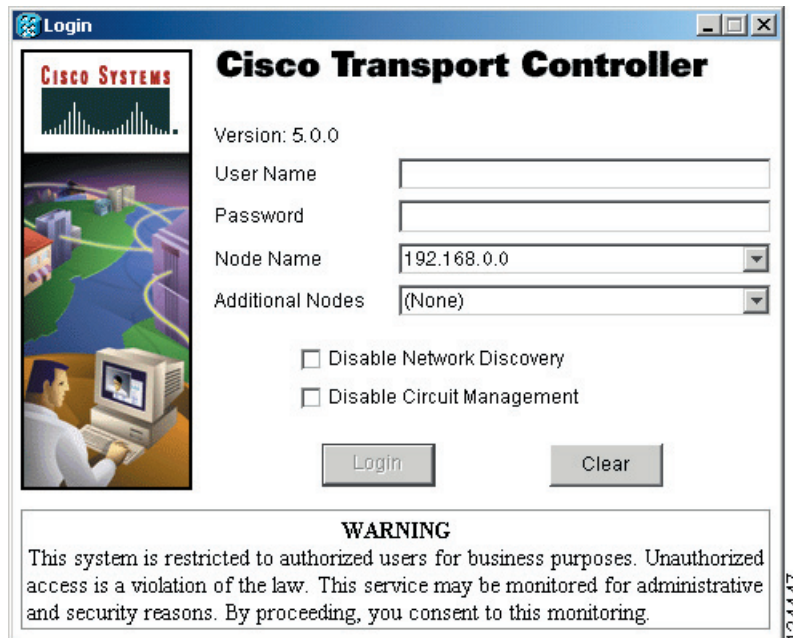 Login
CISCO SYSTEMS
Cisco Transport Controller
Version: 5.0.0
User Name
Password
Node Name 192.168.0.0
Additional Nodes (None)
Disable Network Discovery
Disable Circuit Management
Login Clear
WARNING
This system is restricted to authorized users for business purposes. Unauthorized
access is a violation of the law. This service may be monitored for administrative
and security reasons. By proceeding, you consent to this monitoring.